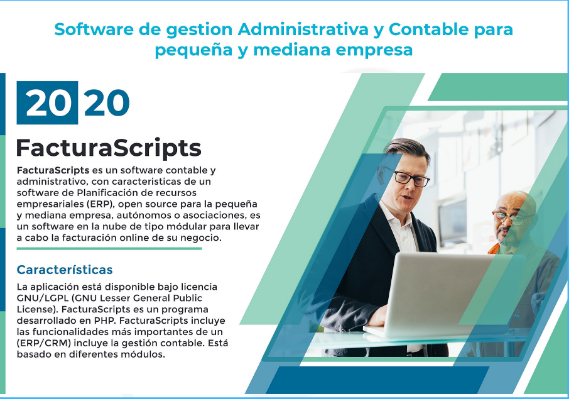 Software de gestion Administrativa y Contable para
pequeña y mediana empresa
2020
FacturaScripts
FacturaScripts es un software contable y
administrativo, con caracteristicas de un
software de Planificación de recursos
empresariales (ERP), open source para la pequeña
y mediana empresa, autónomos o asociaciones, es
un software en la nube de tipo módular para llevar
a cabo la facturación online de su negocio.
Características
La aplicación está disponible bajo licencia
GNU/LGPL (GNU Lesser General Public
License). FacturaScripts es un programa
desarrollado en PHP. FacturaScripts incluye
las funcionalidades más importantes de un
(ERP/CRM) incluye la gestión contable. Está
basado en diferentes módulos.